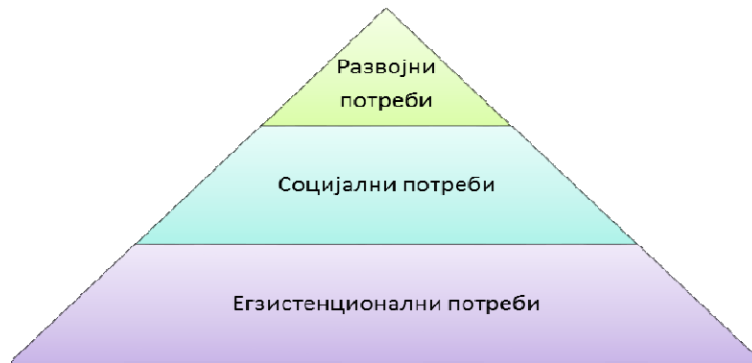 Развојни
потреби
Социјални потреби
Егзистенционални потреби